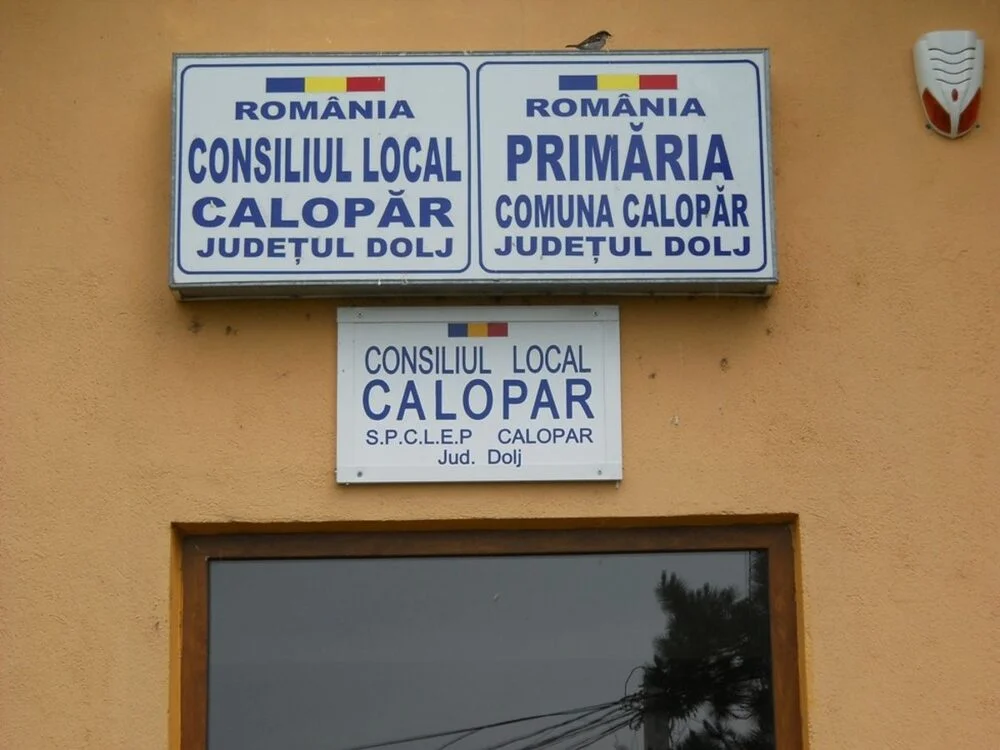 ROMÂNIA
CONSILIUL LOCAL
CALOPĂR
JUDEȚUL DOLJ
ROMÂNIA
PRIMĂRIA
COMUNA CALOPĂR
JUDEȚUL DOLJ
CONSILIUL LOCAL
CALOPAR
S.P.C.L.E.P CALOPAR
Jud. Dolj